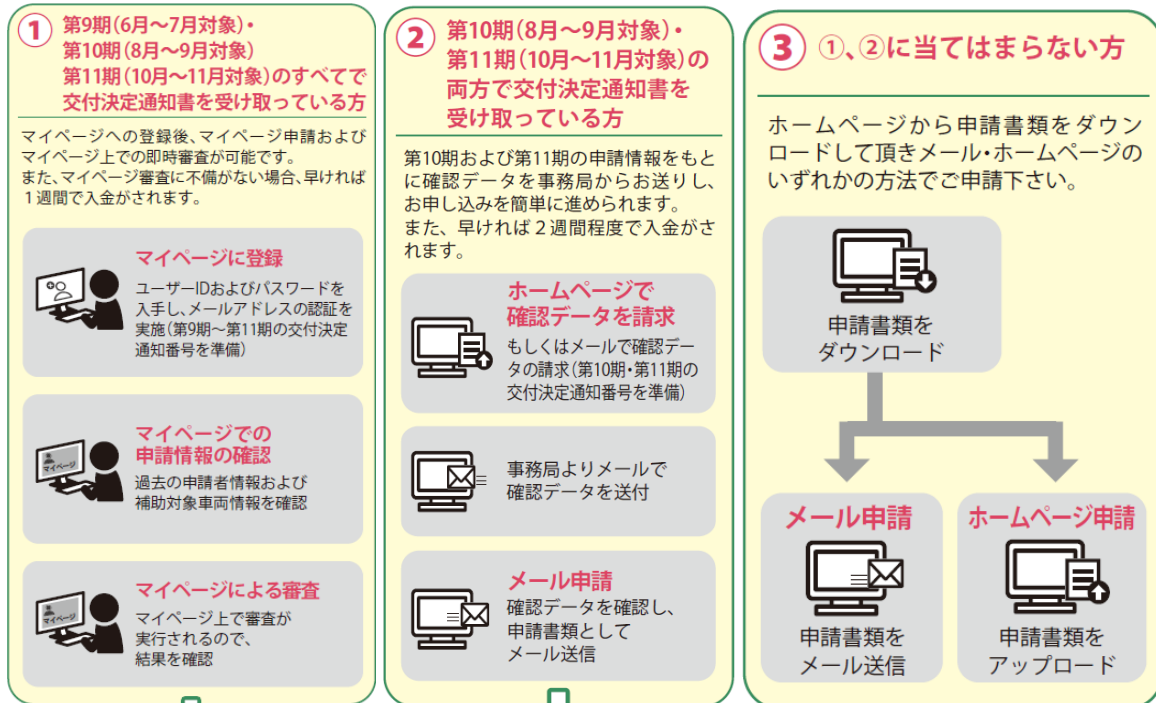 ①
第9期(6月～7月対象)・
第10期(8月～9月対象)
第11期(10月～11月対象)のすべてで
交付決定通知書を受け取っている方
マイページへの登録後、マイページ申請および
マイページ上での即時審査が可能です。
また、マイページ審査に不備がない場合、早ければ
1週間で入金がされます。
マイページに登録
ユーザーIDおよびパスワードを
入手し、メールアドレスの認証を
実施(第9期～第11期の交付決定
通知番号を準備)
マイページ
マイページでの
申請情報の確認
過去の申請者情報および
補助対象車両情報を確認
マイページ
マイページによる審査
マイページ上で審査が
実行されるので、
結果を確認
②
第10期(8月～9月対象)・
第11期(10月～11月対象)の
両方で交付決定通知書を
受け取っている方
第10期および第11期の申請情報をもと
に確認データを事務局からお送りし、
お申し込みを簡単に進められます。
また、早ければ2週間程度で入金がさ
れます。
ホームページで
確認データを請求
もしくはメールで確認デー
タの請求(第10期・第11期の
交付決定通知番号を準備)
事務局よりメールで
確認データを送付
メール申請
確認データを確認し、
申請書類として
メール送信
③
①、②に当てはまらない方
ホームページから申請書類をダウン
ロードして頂きメール・ホームページの
いずれかの方法でご申請下さい。
申請書類を
ダウンロード
メール申請
申請書類を
メール送信
ホームページ申請
申請書類を
アップロード